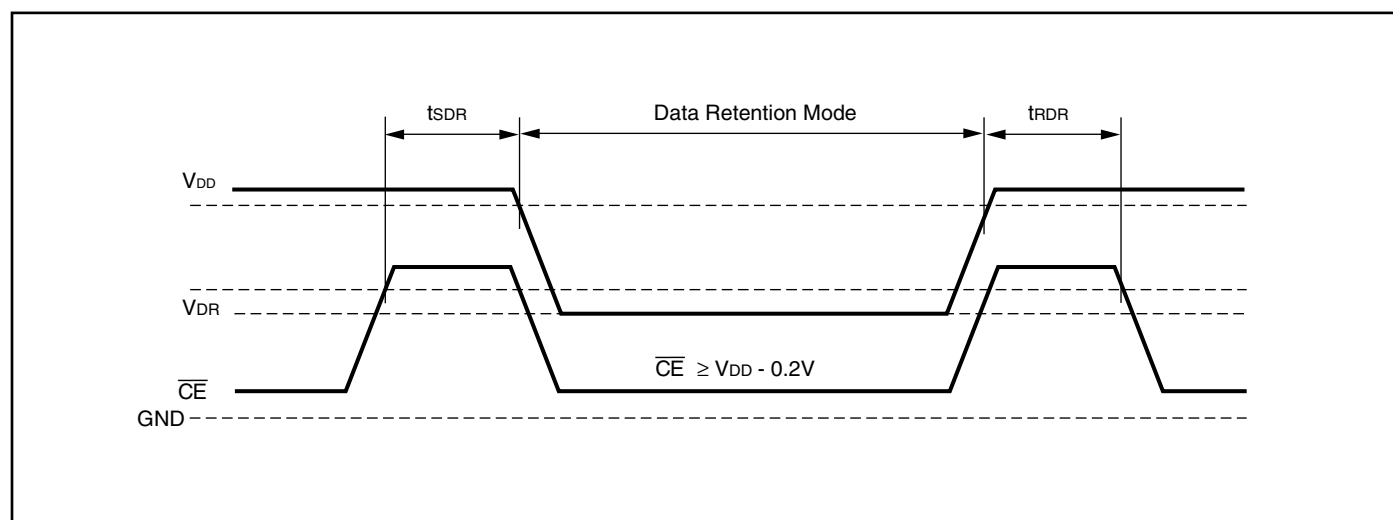 tSDR Data Retention Mode tRDR
VDD
VDR
CE ≥ VDD - 0.2V
CE
GND